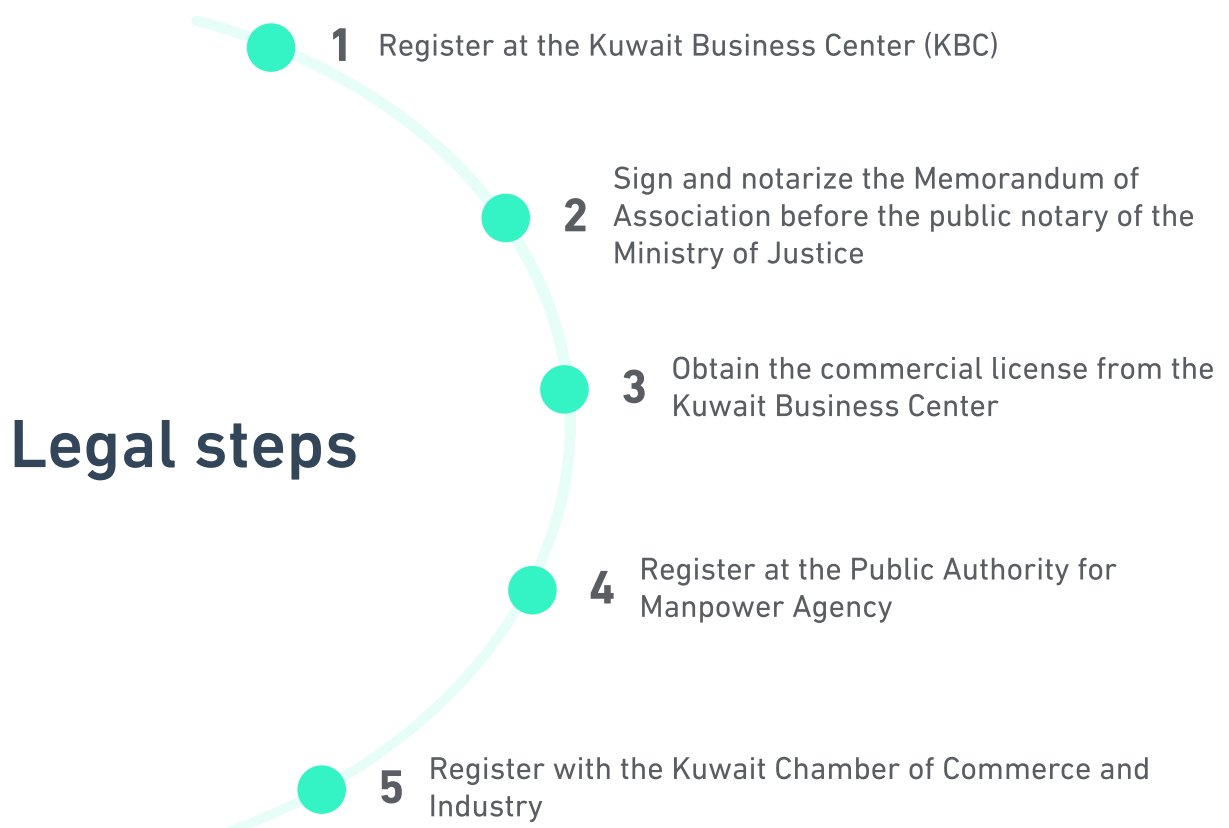 1 Register at the Kuwait Business Center (KBC)
2 Sign and notarize the Memorandum of
Association before the public notary of the
Ministry of Justice
3 Obtain the commercial license from the
Kuwait Business Center
Legal steps
4 Register at the Public Authority for
Manpower Agency
5 Register with the Kuwait Chamber of Commerce and
Industry